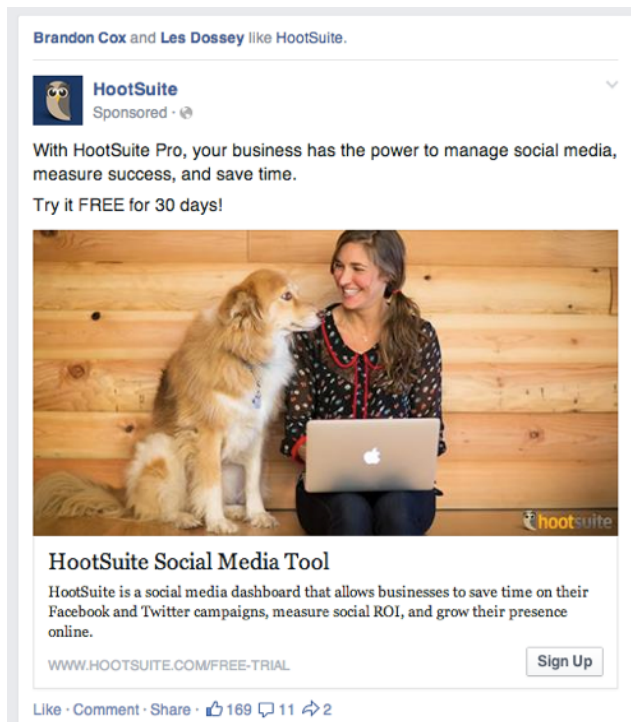 Brandon Cox and Les Dossey like HootSuite.
HootSuite
Sponsored ·
With HootSuite Pro, your business has the power to manage social media,
measure success, and save time.
Try it FREE for 30 days!
hootsuite
HootSuite Social Media Tool
HootSuite is a social media dashboard that allows businesses to save time on their
Facebook and Twitter campaigns, measure social ROI, and grow their presence
online.
WWW.HOOTSUITE.COM/FREE-TRIAL
Sign Up
Like · Comment · Share · 169 11 2